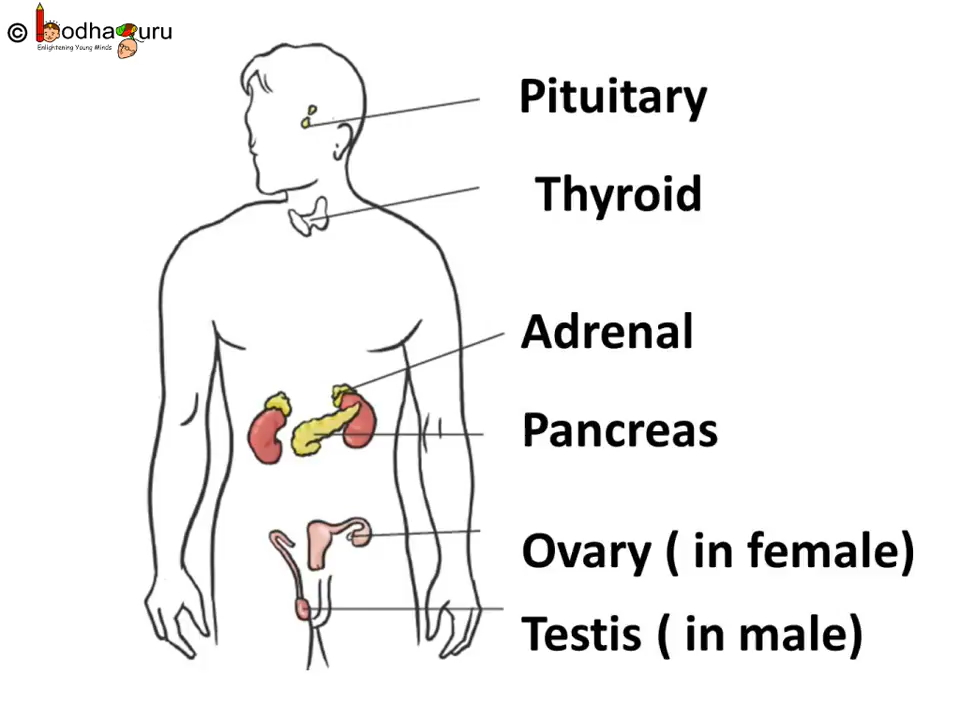 © BodhaGuru
Enlightening Young Minds
Pituitary
Thyroid
Adrenal
Pancreas
Ovary ( in female)
Testis ( in male)